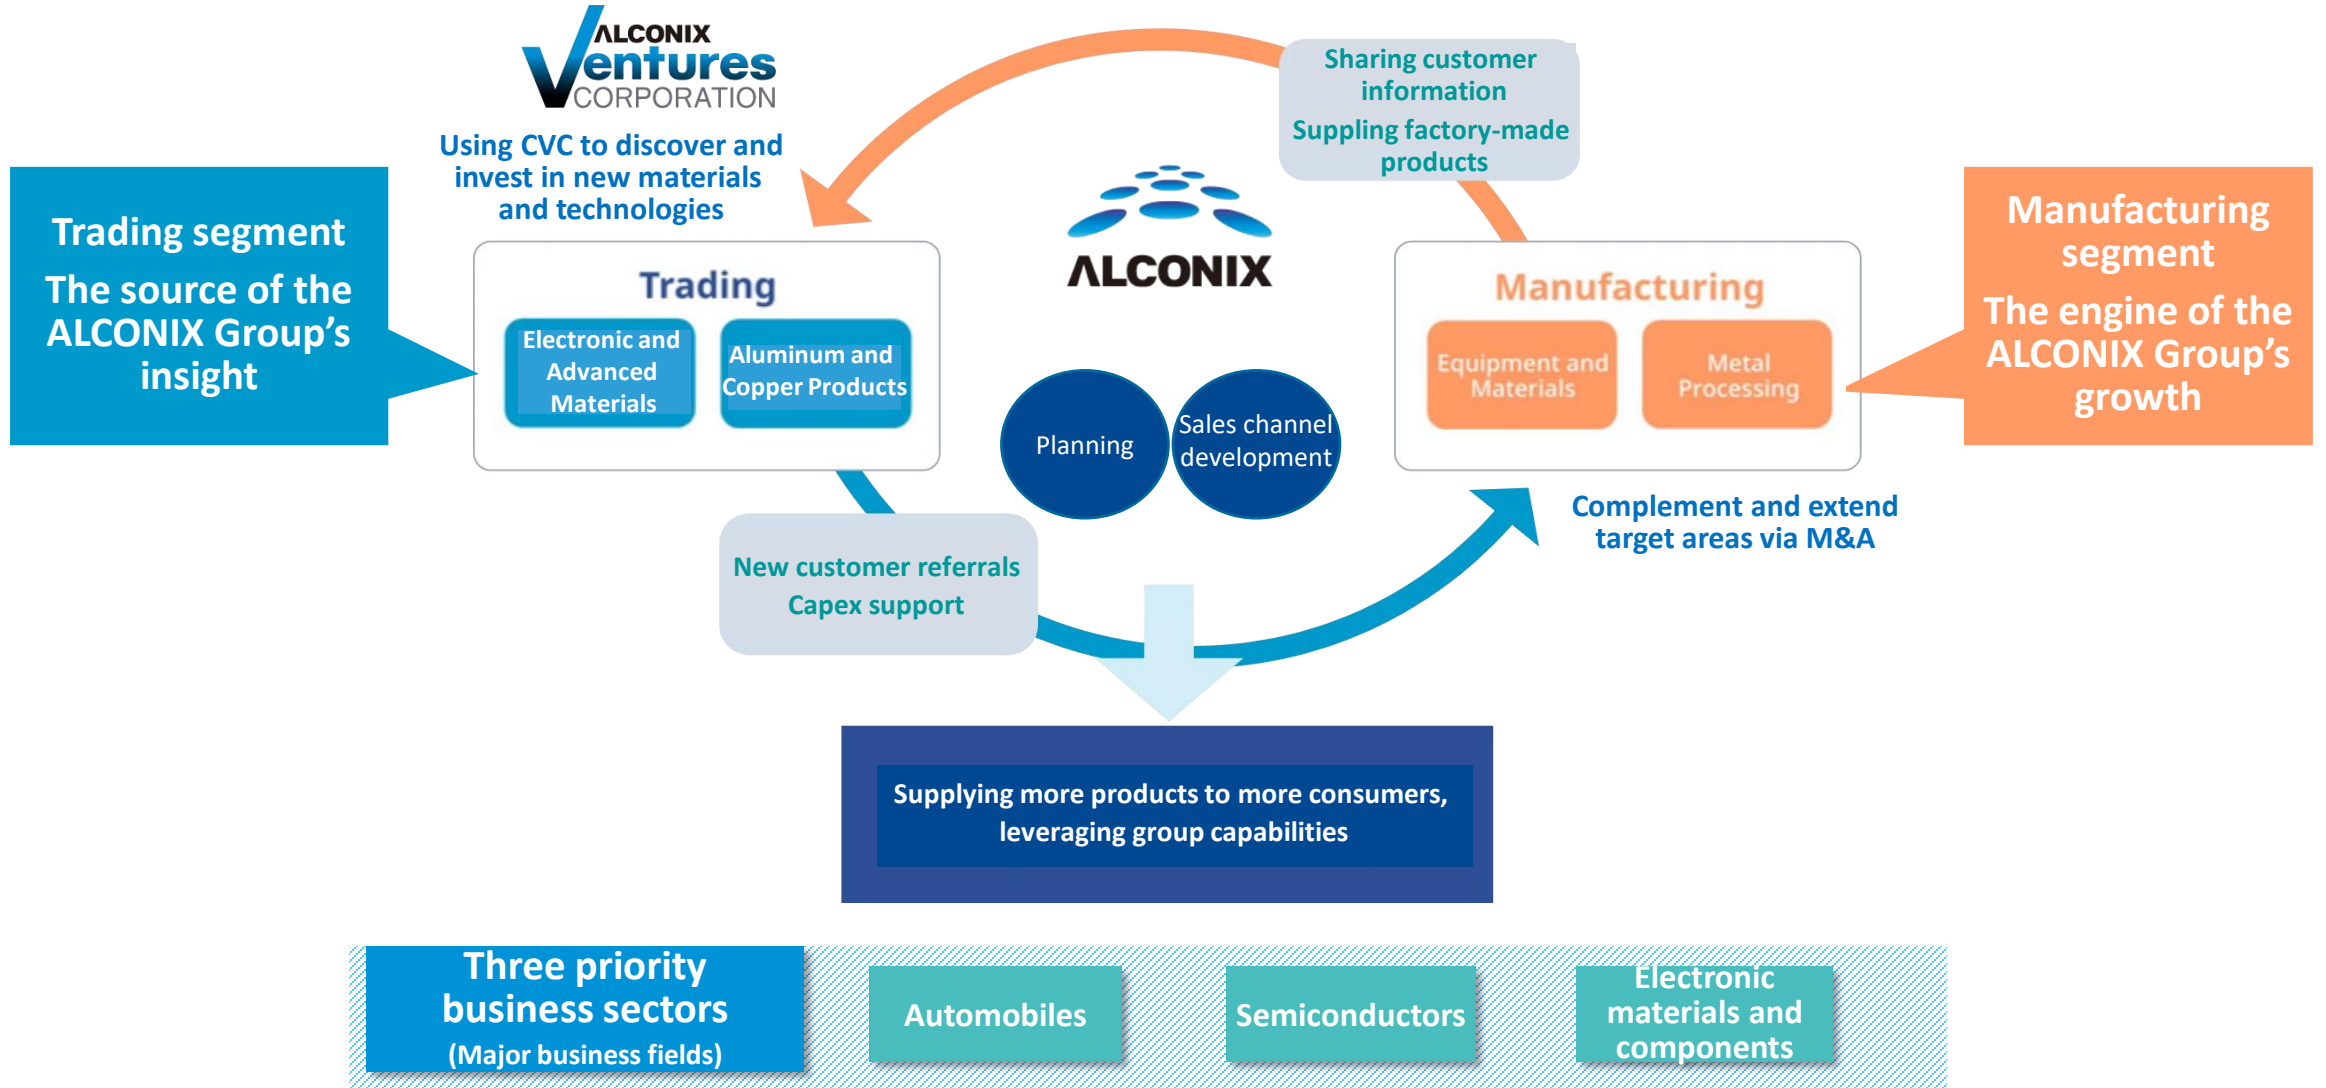 ALCONIX
Ventures
CORPORATION
Using CVC to discover and
invest in new materials
and technologies
Sharing customer
information
Suppling factory-made
products
Trading segment
The source of the
ALCONIX Group's
insight
Trading
Electronic and
Advanced
Materials
Aluminum and
Copper Products
ALCONIX
Planning
Sales channel
development
Manufacturing
Equipment and
Materials
Metal
Processing
Manufacturing
segment
The engine of the
ALCONIX Group's
growth
New customer referrals
Capex support
Complement and extend
target areas via M&A
Supplying more products to more consumers,
leveraging group capabilities
Three priority
business sectors
(Major business fields)
Automobiles
Semiconductors
Electronic
materials and
components